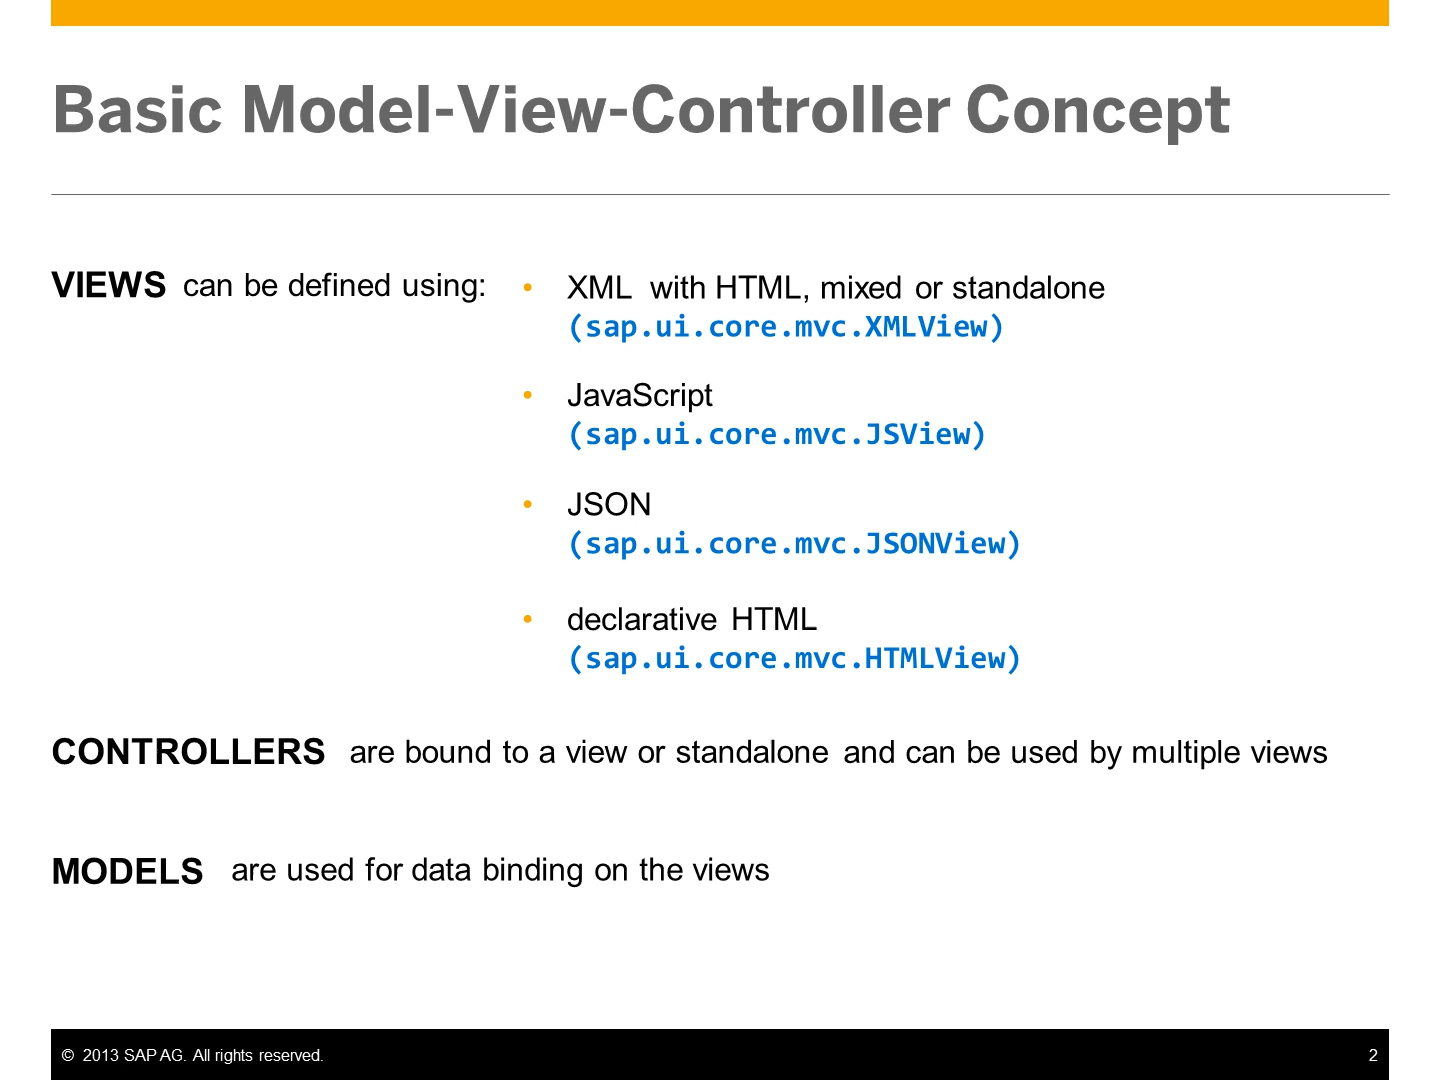 Basic Model-View-Controller Concept
VIEWS can be defined using:
• XML with HTML, mixed or standalone
(sap.ui.core.mvc.XMLView)
• JavaScript
(sap.ui.core.mvc.JSView)
• JSON
(sap.ui.core.mvc.JSONView)
• declarative HTML
(sap.ui.core.mvc.HTMLView)
CONTROLLERS are bound to a view or standalone and can be used by multiple views
MODELS are used for data binding on the views
© 2013 SAP AG. All rights reserved. 2